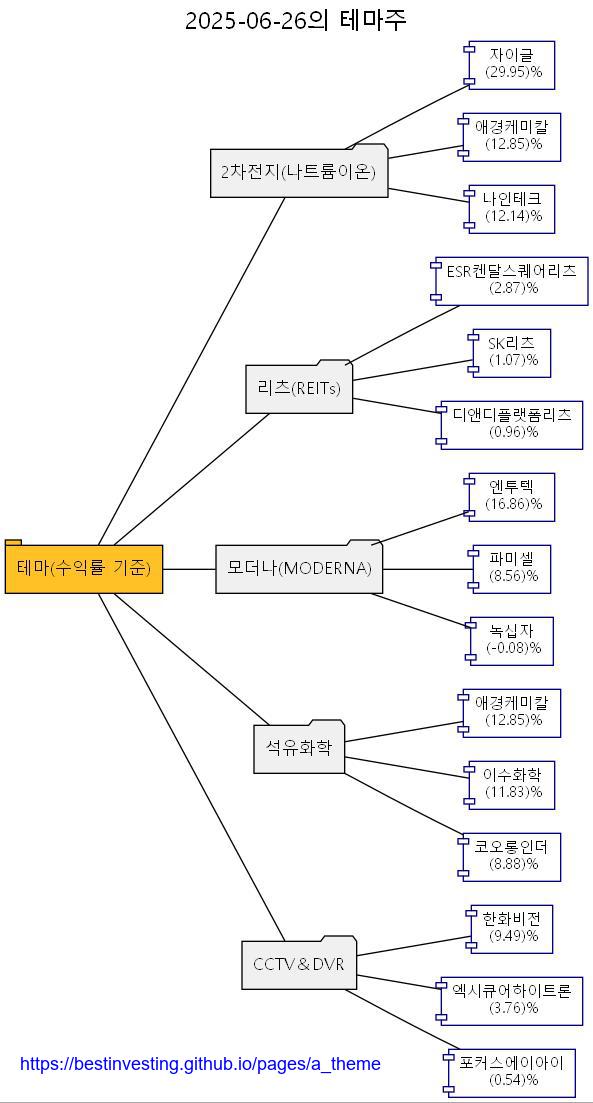 2025-06-26의 테마주
자이글
(29.95)%
애경케미칼
(12.85)%
2차전지(나트륨이온)
나인테크
(12.14)%
ESR켄달스퀘어리츠
(2.87)%
SK리츠
(1.07)%
리츠(REITs)
디앤디플랫폼리츠
(0.96)%
엔투텍
(16.86)%
테마(수익률 기준)
모더나(MODERNA)
파미셀
(8.56)%
녹십자
(-0.08)%
애경케미칼
(12.85)%
석유화학
이수화학
(11.83)%
코오롱인더
(8.88)%
한화비전
(9.49)%
CCTV&DVR
엑시큐어하이트론
(3.76)%
포커스에이아이
(0.54)%
https://bestinvesting.github.io/pages/a_theme